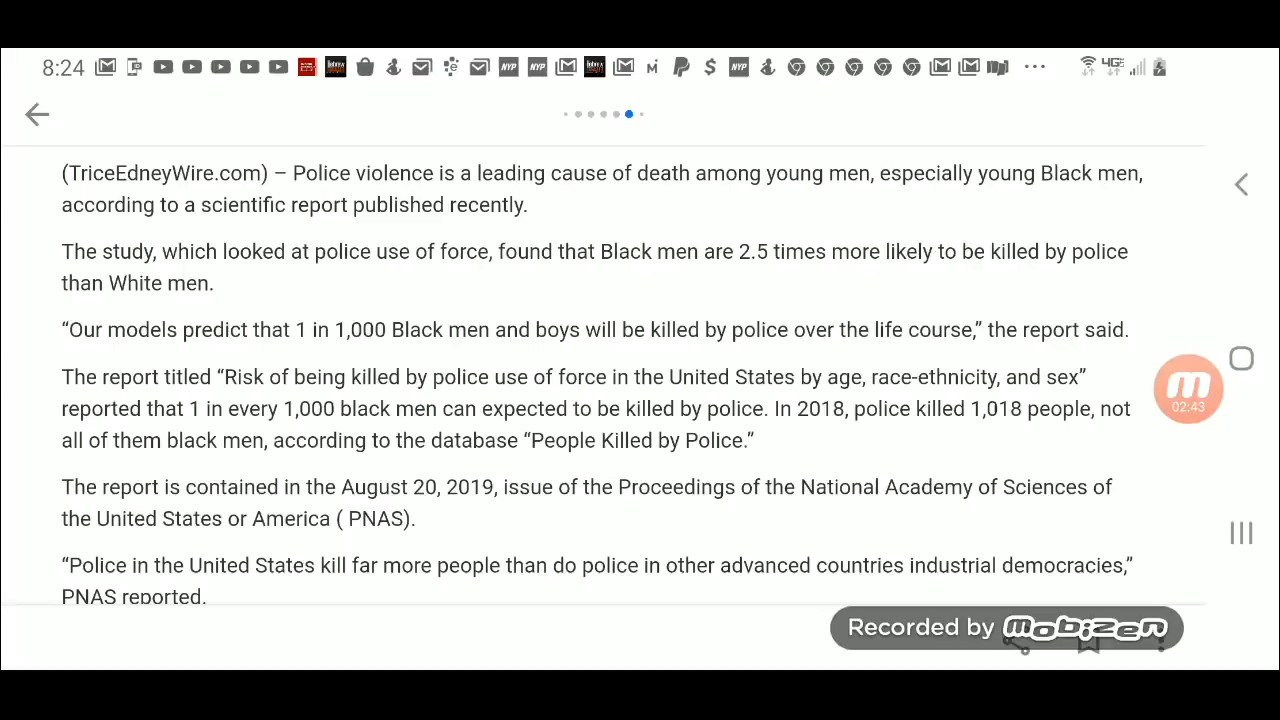 8:24
NYP NYP NYP 4GE
(TriceEdneyWire.com) – Police violence is a leading cause of death among young men, especially young Black men,
according to a scientific report published recently.
The study, which looked at police use of force, found that Black men are 2.5 times more likely to be killed by police
than White men.
“Our models predict that 1 in 1,000 Black men and boys will be killed by police over the life course,” the report said.
The report titled “Risk of being killed by police use of force in the United States by age, race-ethnicity, and sex”
reported that 1 in every 1,000 black men can expected to be killed by police. In 2018, police killed 1,018 people, not
all of them black men, according to the database “People Killed by Police.”
02:43
The report is contained in the August 20, 2019, issue of the Proceedings of the National Academy of Sciences of
the United States or America ( PNAS).
“Police in the United States kill far more people than do police in other advanced countries industrial democracies,”
PNAS reported.
Recorded by mobizen